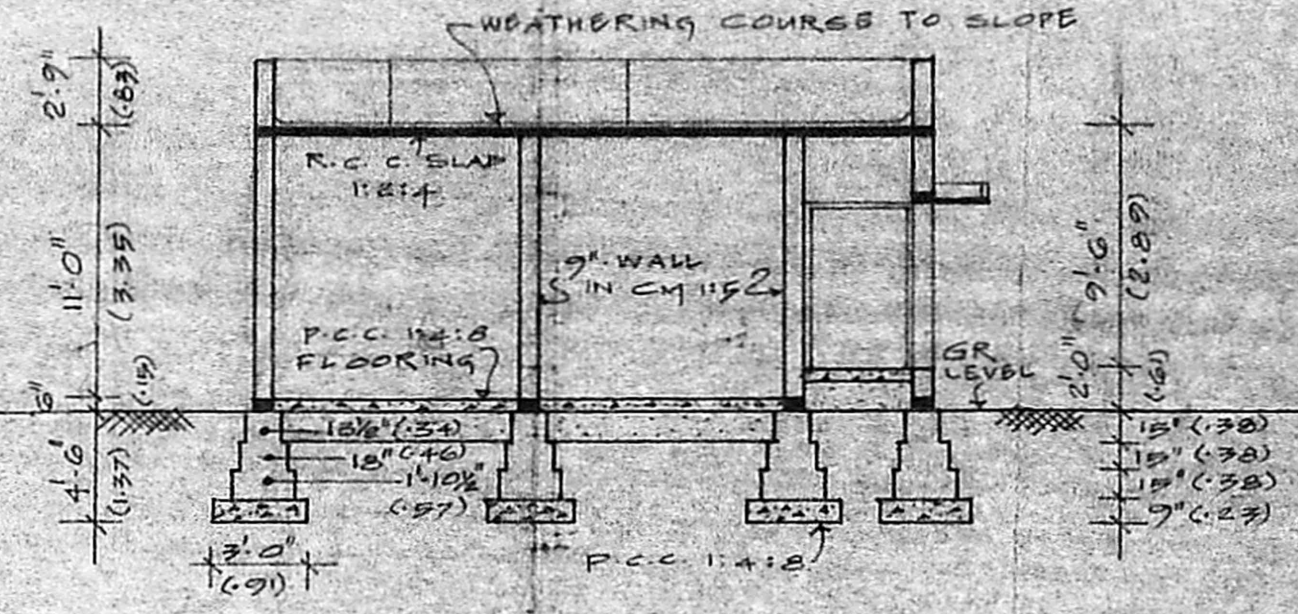 WEATHERING COURSE TO SLOPE
2'.9"
(.83)
R.C.C. SLAP
1:2:4
11'.0"
(3.35)
9" WALL
IN CM 1:5
9'.6"
(2.89)
P.C.C. 1:4:8
FLOORING
GR
LEVEL
6"
(.15)
2'.0"
(.61)
13½" (.34)
15" (.38)
18" (.46)
15" (.38)
1'.10½"
(.57)
15" (.38)
4'.6"
(1.37)
9" (.23)
3'.0"
(.91)
P.C.C. 1:4:8